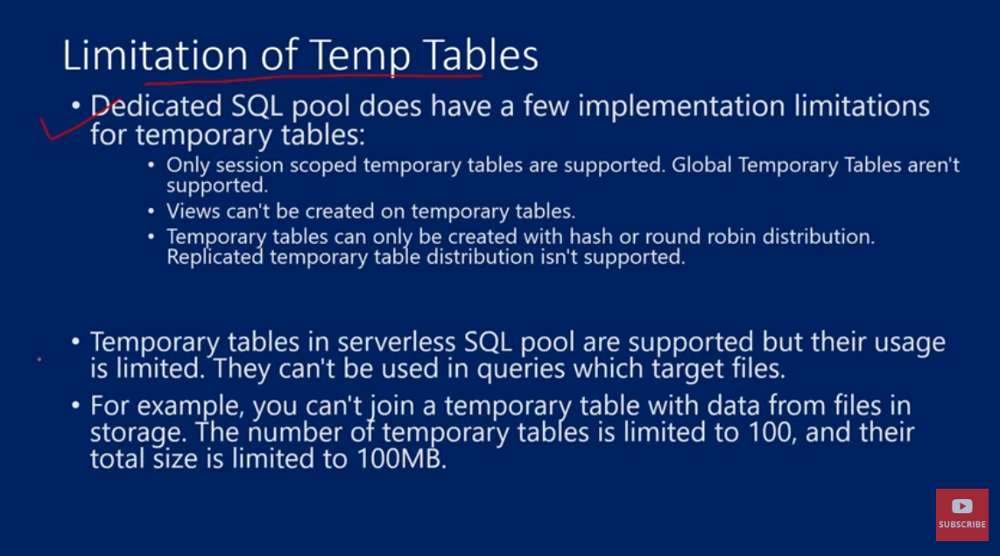 Limitation of Temp Tables
• Dedicated SQL pool does have a few implementation limitations
for temporary tables:
• Only session scoped temporary tables are supported. Global Temporary Tables aren't
supported.
• Views can't be created on temporary tables.
• Temporary tables can only be created with hash or round robin distribution.
Replicated temporary table distribution isn't supported.
• Temporary tables in serverless SQL pool are supported but their usage
is limited. They can't be used in queries which target files.
• For example, you can't join a temporary table with data from files in
storage. The number of temporary tables is limited to 100, and their
total size is limited to 100MB.
SUBSCRIBE